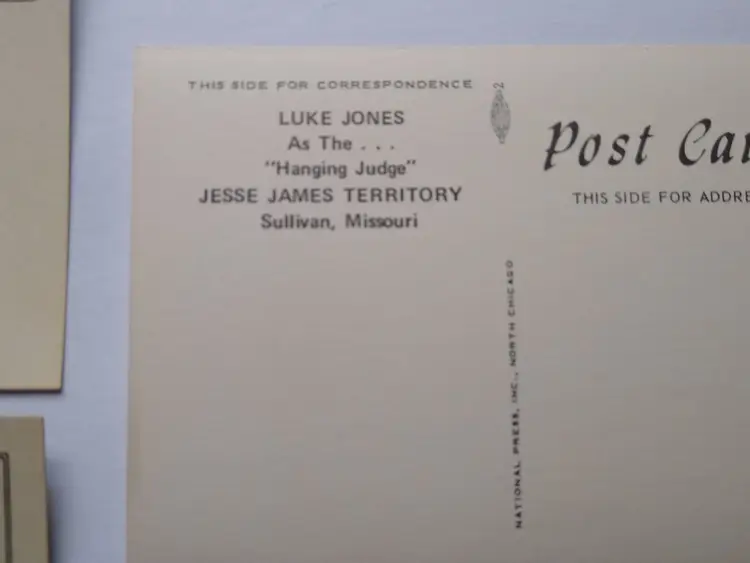 THIS SIDE FOR CORRESPONDENCE
LUKE JONES
As The . . .
"Hanging Judge"
JESSE JAMES TERRITORY
Sullivan, Missouri
2
NATIONAL PRESS, INC., NORTH CHICAGO
Post Ca
THIS SIDE FOR ADDRE